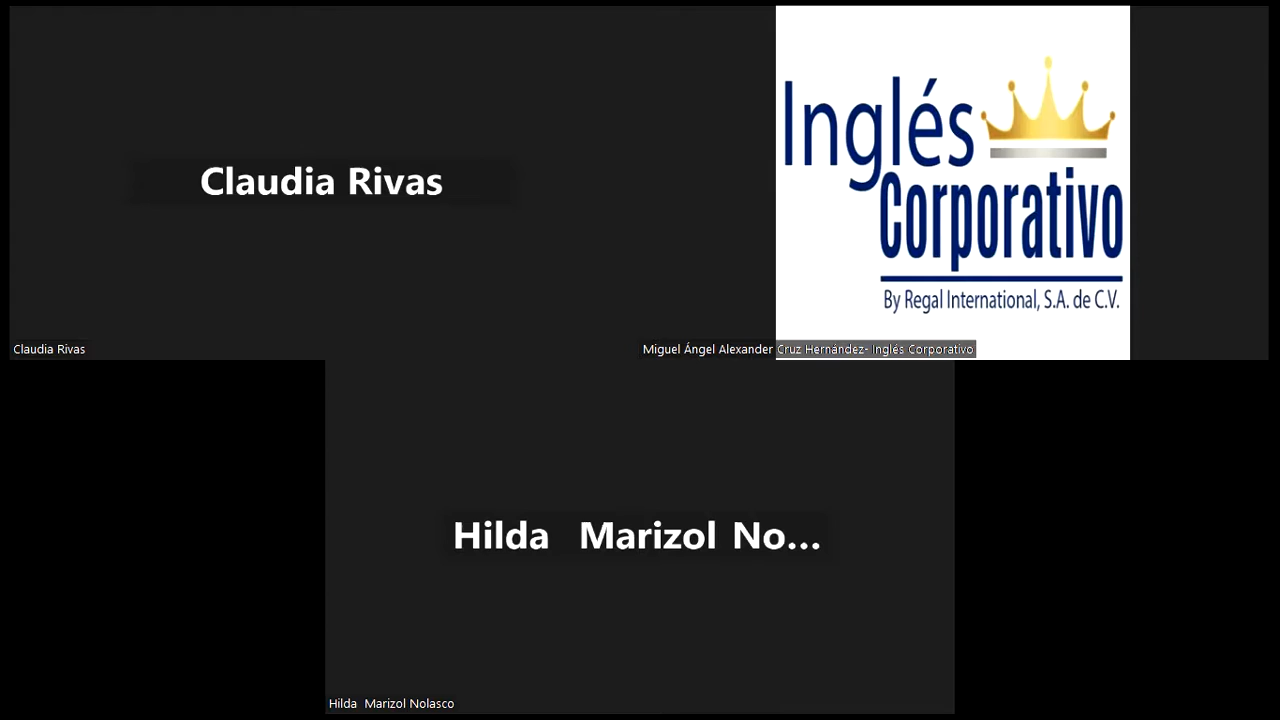 Claudia Rivas
Inglés
Corporativo
By Regal International, S.A. de C.V.
Claudia Rivas
Miguel Ángel Alexander Cruz Hernández- Inglés Corporativo
Hilda Marizol No...
Hilda Marizol Nolasco